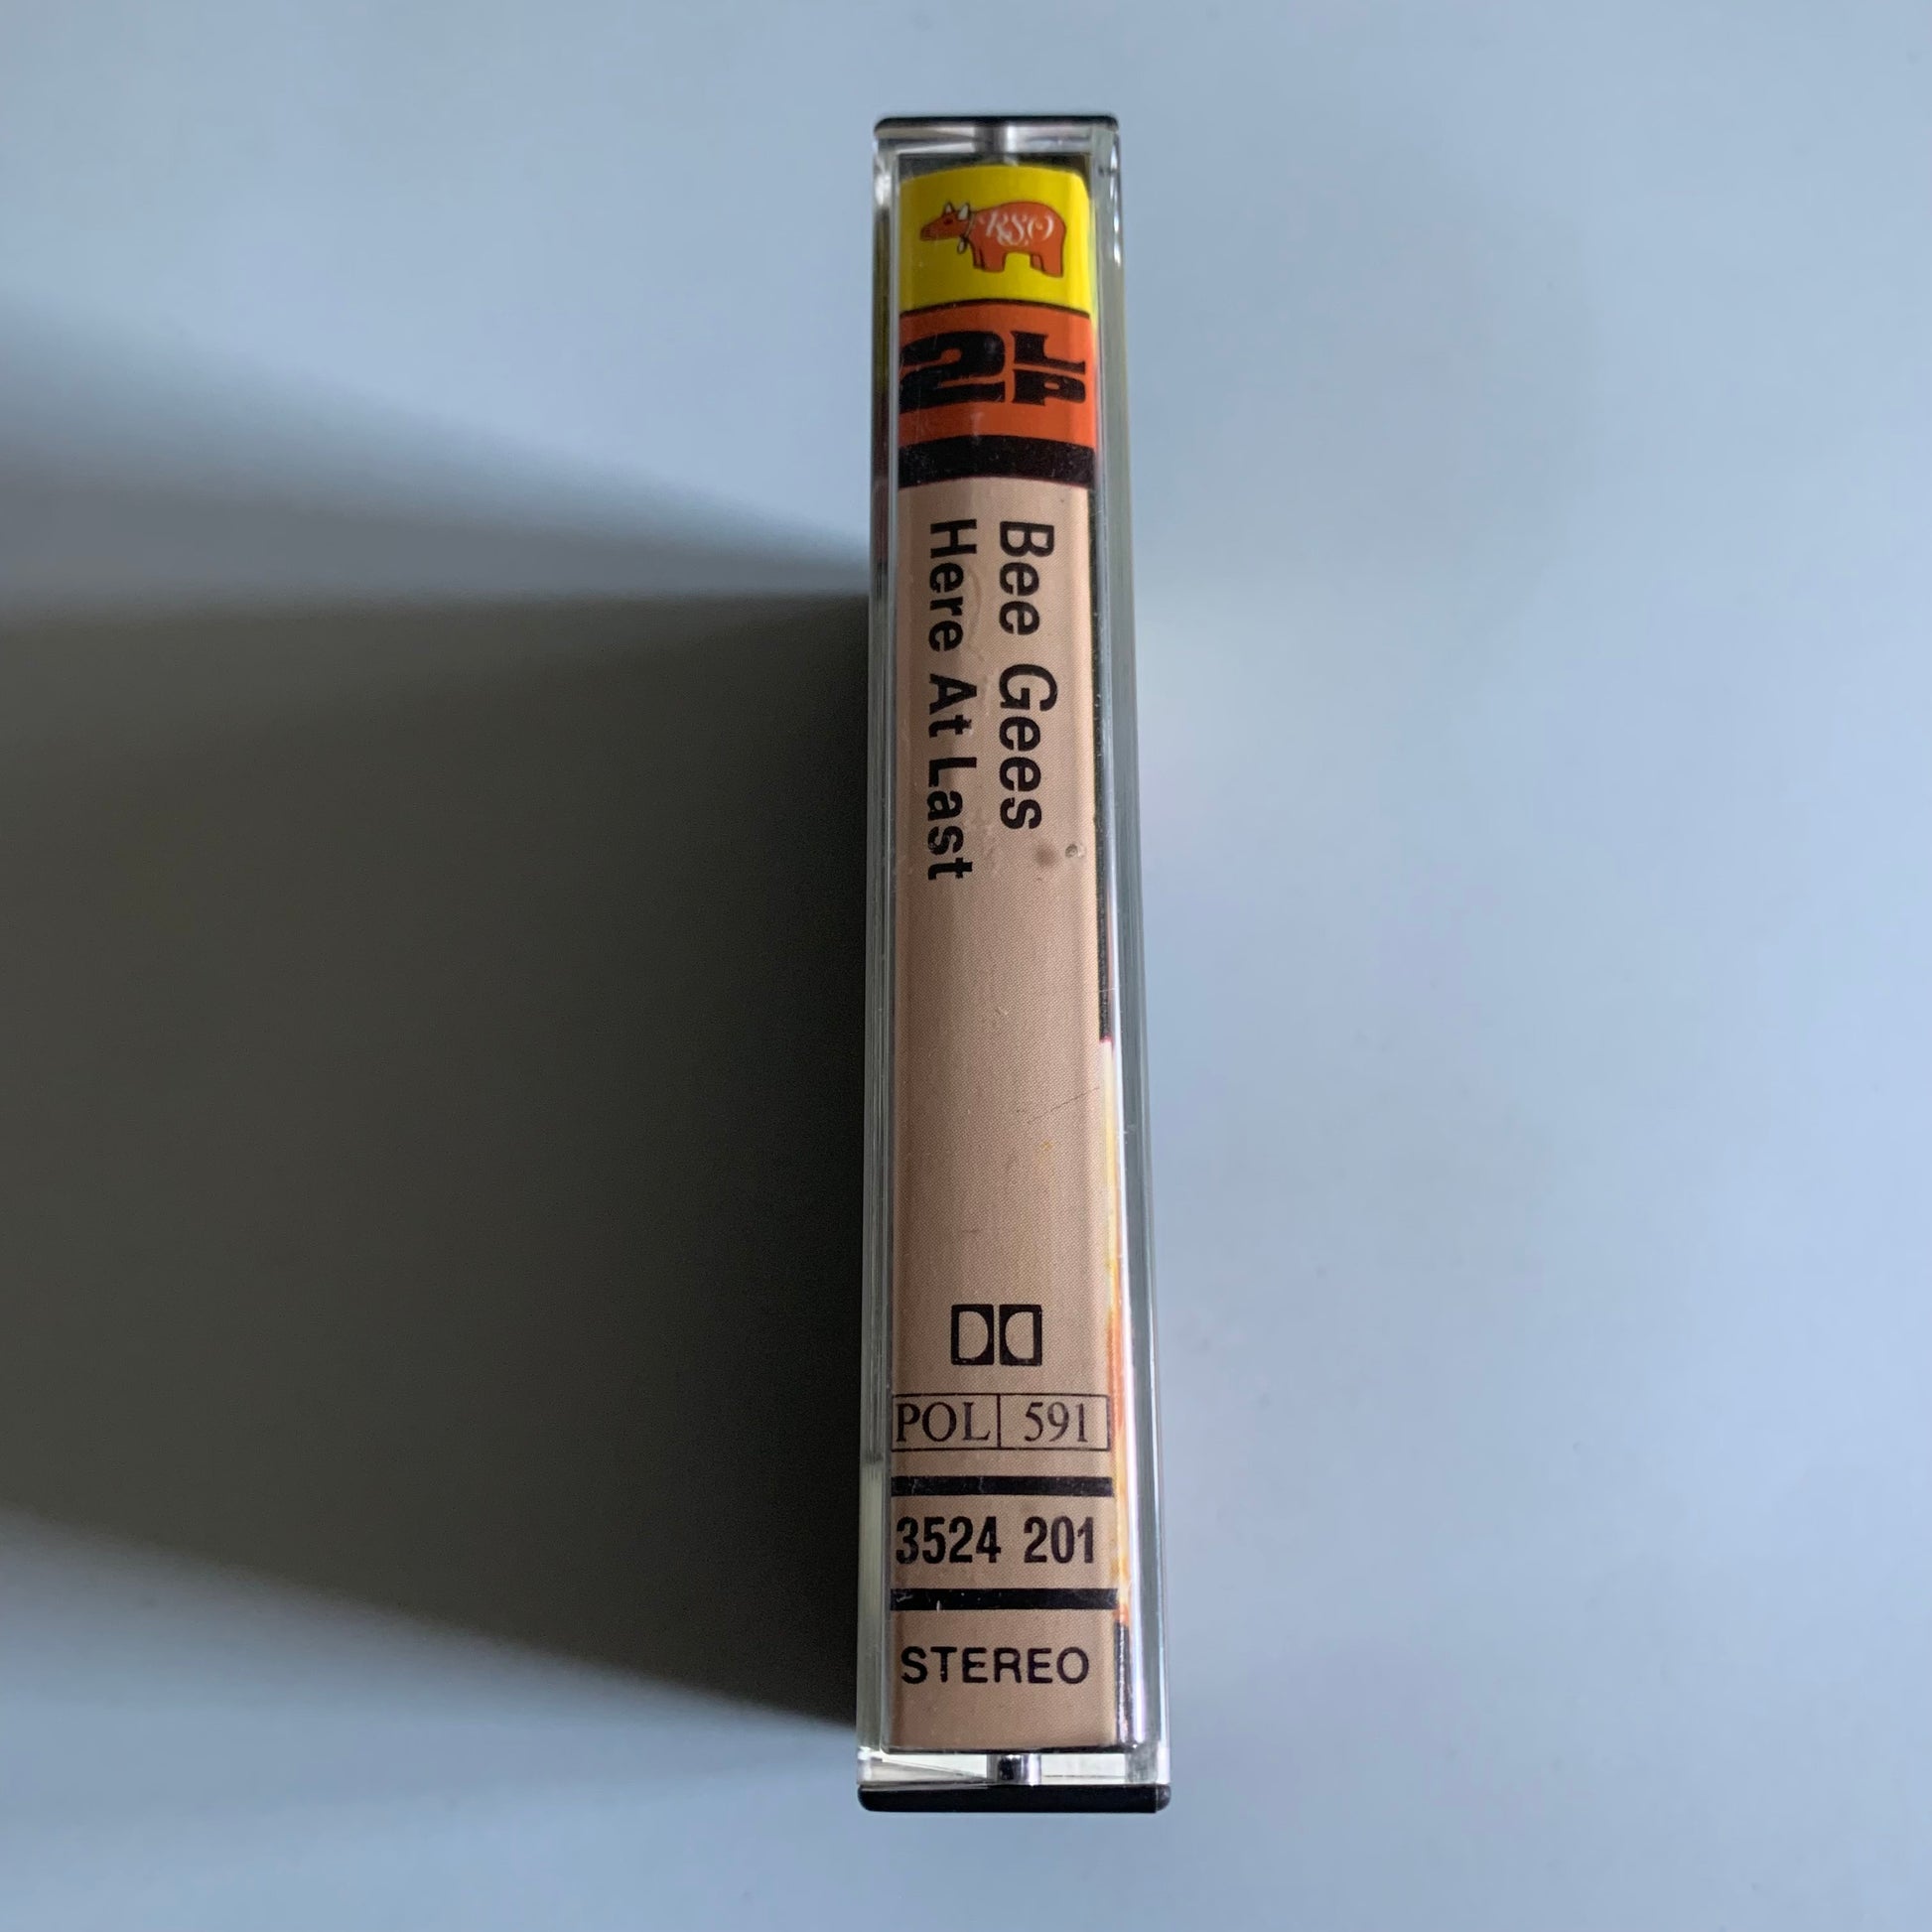 RSO
2LP
Bee Gees
Here At Last
POL 591
3524 201
STEREO